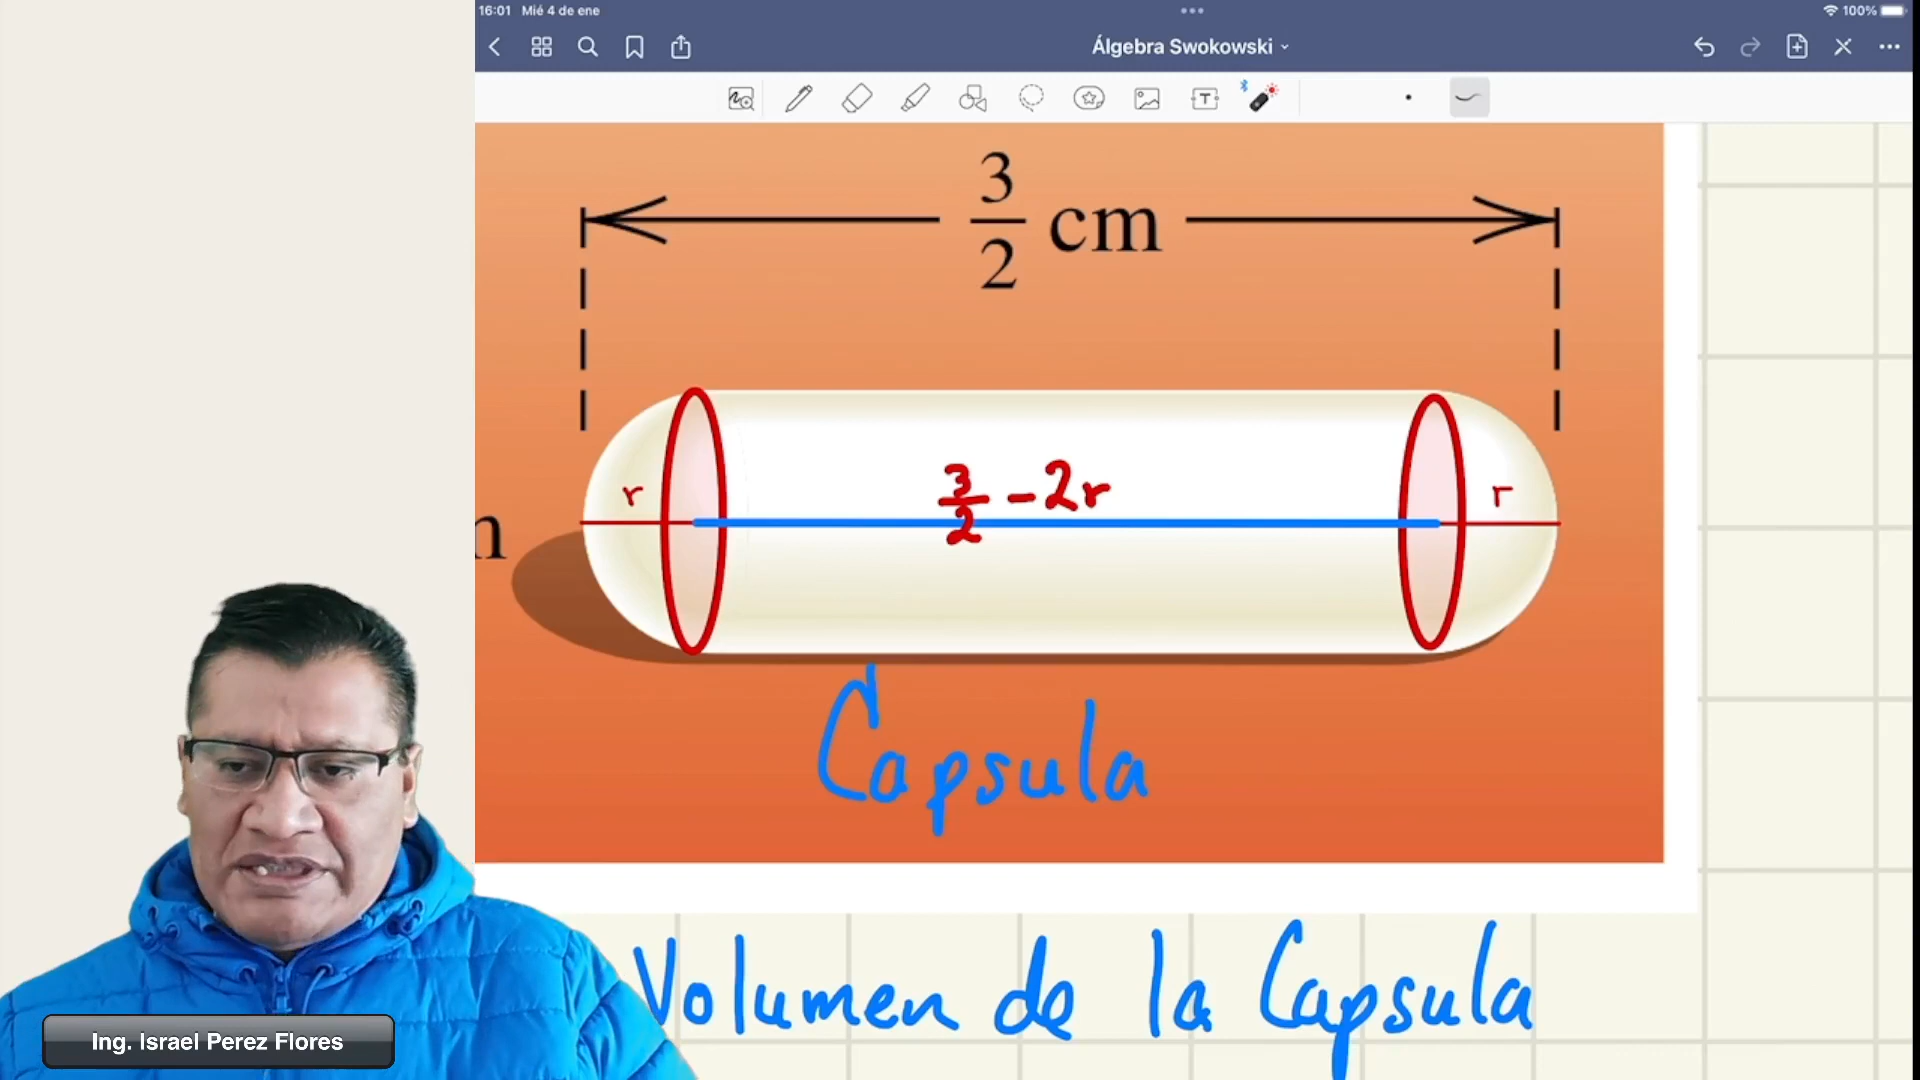 16:01 Mié 4 de ene
100%
Álgebra Swokowski
T
3/2 cm
r
3/2 - 2r
r
Capsula
Volumen de la Capsula
Ing. Israel Perez Flores